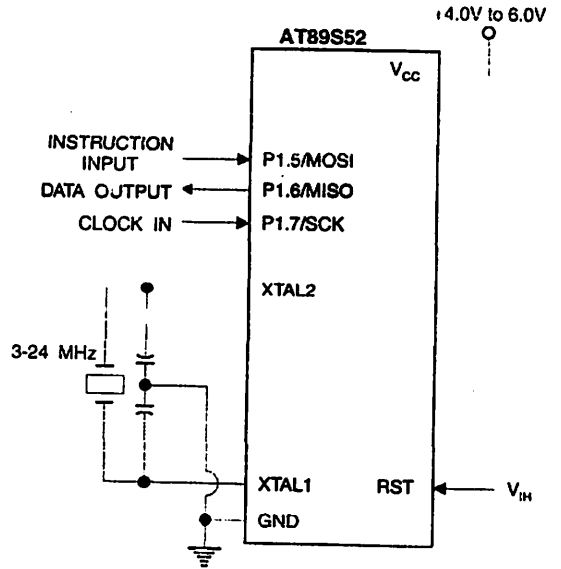 +4.0V to 6.0V
AT89S52
VCC
INSTRUCTION
INPUT
P1.5/MOSI
DATA OUTPUT
P1.6/MISO
CLOCK IN
P1.7/SCK
XTAL2
3-24 MHz
XTAL1
RST
VIH
GND